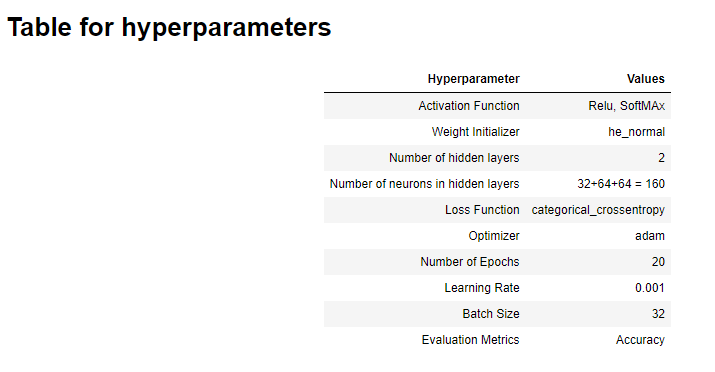 Table for hyperparameters
Hyperparameter Values
Activation Function Relu, SoftMAx
Weight Initializer he_normal
Number of hidden layers 2
Number of neurons in hidden layers 32+64+64 = 160
Loss Function categorical_crossentropy
Optimizer adam
Number of Epochs 20
Learning Rate 0.001
Batch Size 32
Evaluation Metrics Accuracy